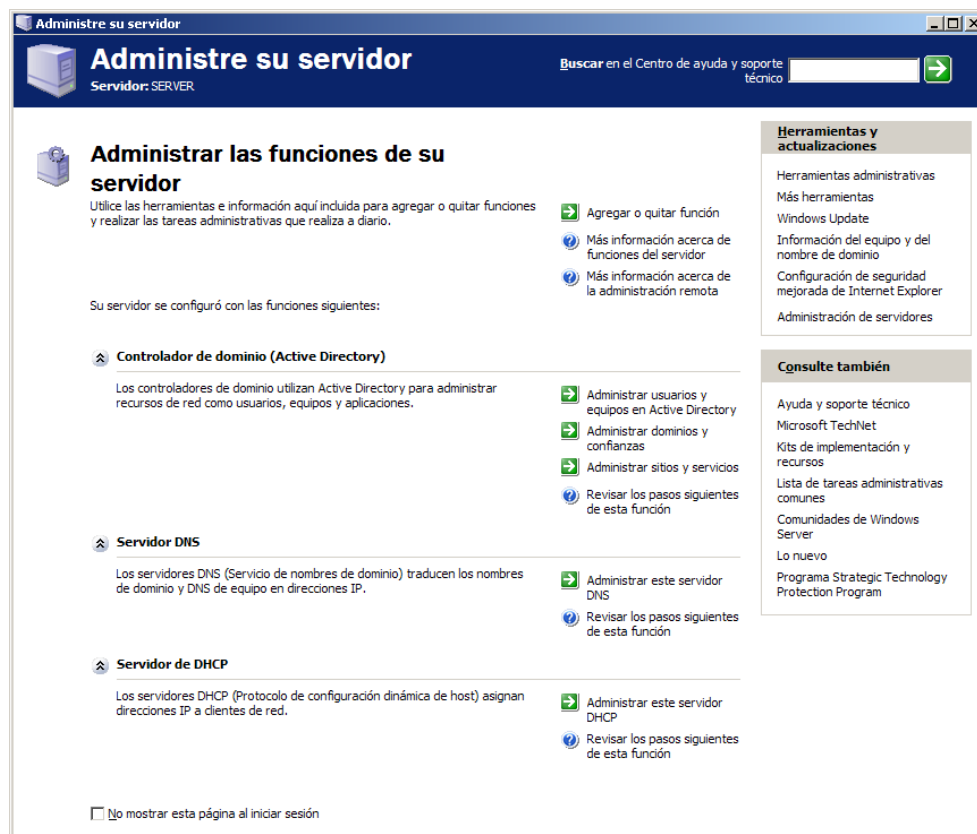 Administre su servidor
Administre su servidor
Servidor: SERVER
Buscar en el Centro de ayuda y soporte
técnico
Administrar las funciones de su
servidor
Utilice las herramientas e información aquí incluida para agregar o quitar funciones
y realizar las tareas administrativas que realiza a diario.
Agregar o quitar función
Más información acerca de
funciones del servidor
Más información acerca de
la administración remota
Su servidor se configuró con las funciones siguientes:
Controlador de dominio (Active Directory)
Los controladores de dominio utilizan Active Directory para administrar
recursos de red como usuarios, equipos y aplicaciones.
Administrar usuarios y
equipos en Active Directory
Administrar dominios y
confianzas
Administrar sitios y servicios
Revisar los pasos siguientes
de esta función
Servidor DNS
Los servidores DNS (Servicio de nombres de dominio) traducen los nombres
de dominio y DNS de equipo en direcciones IP.
Administrar este servidor
DNS
Revisar los pasos siguientes
de esta función
Servidor de DHCP
Los servidores DHCP (Protocolo de configuración dinámica de host) asignan
direcciones IP a clientes de red.
Administrar este servidor
DHCP
Revisar los pasos siguientes
de esta función
No mostrar esta página al iniciar sesión
Herramientas y
actualizaciones
Herramientas administrativas
Más herramientas
Windows Update
Información del equipo y del
nombre de dominio
Configuración de seguridad
mejorada de Internet Explorer
Administración de servidores
Consulte también
Ayuda y soporte técnico
Microsoft TechNet
Kits de implementación y
recursos
Lista de tareas administrativas
comunes
Comunidades de Windows
Server
Lo nuevo
Programa Strategic Technology
Protection Program